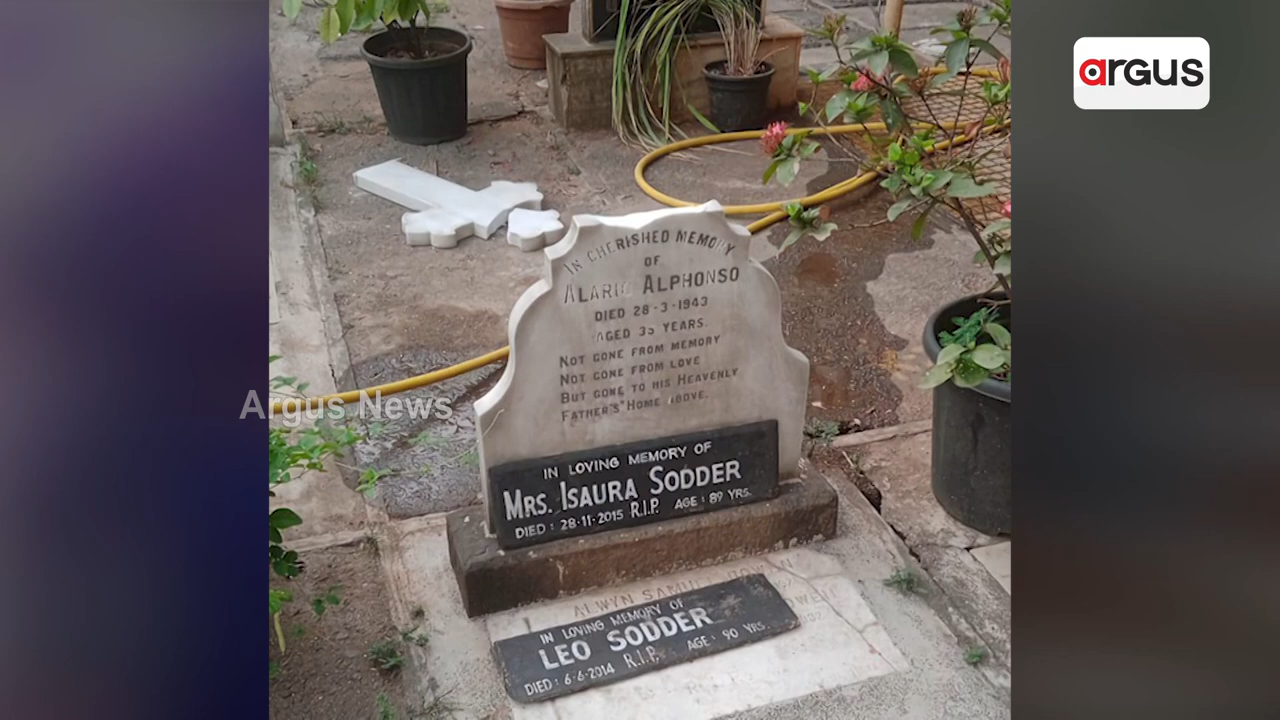 argus
IN CHERISHED MEMORY
OF
ALARIC ALPHONSO
DIED 28-3-1943
AGED 35 YEARS.
NOT GONE FROM MEMORY
NOT GONE FROM LOVE
BUT GONE TO HIS HEAVENLY
FATHER'S HOME ABOVE.
Argus News
IN LOVING MEMORY OF
MRS. ISAURA SODDER
DIED: 28-11-2015 R.I.P. AGE: 89 YRS.
ALWYN
IN LOVING MEMORY OF
LEO SODDER
DIED: 6-6-2014 R.I.P. AGE: 90 YRS.